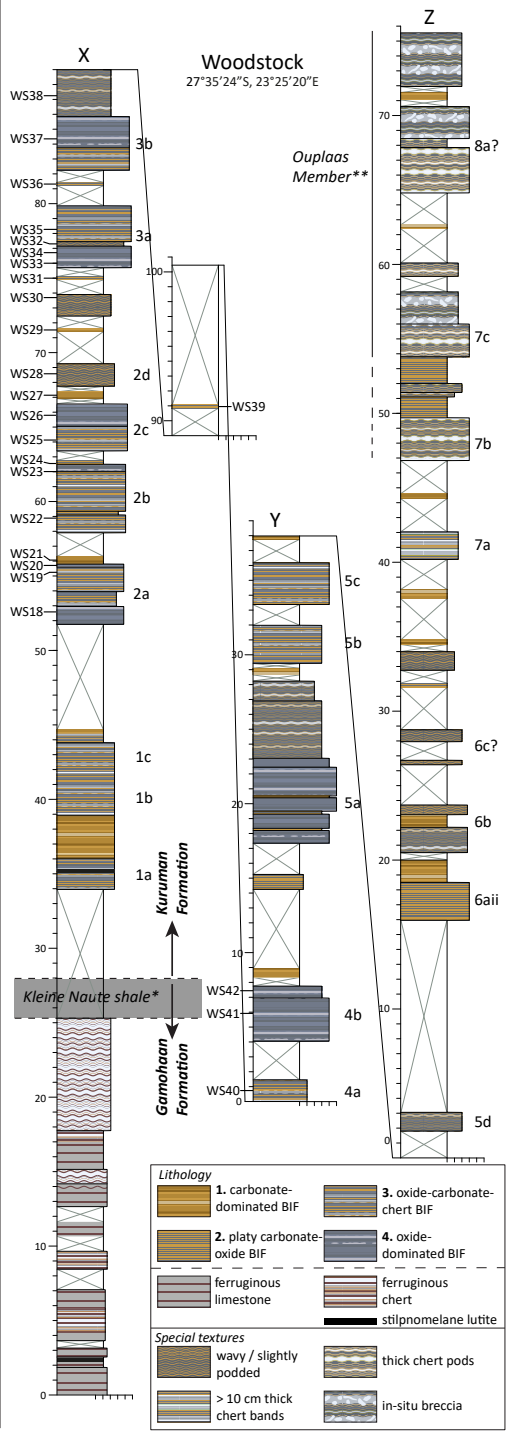 X
Woodstock
27°35'24"S, 23°25'20"E
Z
WS38
WS37
3b
WS36
80
WS35
3a
WS32
WS34
WS33
WS31
WS30
WS29
70
WS28
2d
WS27
WS26
2c
WS25
WS24
WS23
2b
60
WS22
WS21
WS20
WS19
2a
WS18
50
1c
1b
40
1a
30
Kuruman
Formation
Kleine Naute shale*
Gamohaan
Formation
20
10
0
100
WS39
90
Y
5c
5b
30
5a
20
10
WS42
WS41
4b
WS40
4a
0
Ouplaas
Member**
70
8a?
60
7c
50
7b
7a
40
30
6c?
6b
20
6aii
10
5d
0
Lithology
1. carbonate-
dominated BIF
3. oxide-carbonate-
chert BIF
2. platy carbonate-
oxide BIF
4. oxide-
dominated BIF
ferruginous
limestone
ferruginous
chert
stilpnomelane lutite
Special textures
wavy / slightly
podded
thick chert pods
> 10 cm thick
chert bands
in-situ breccia